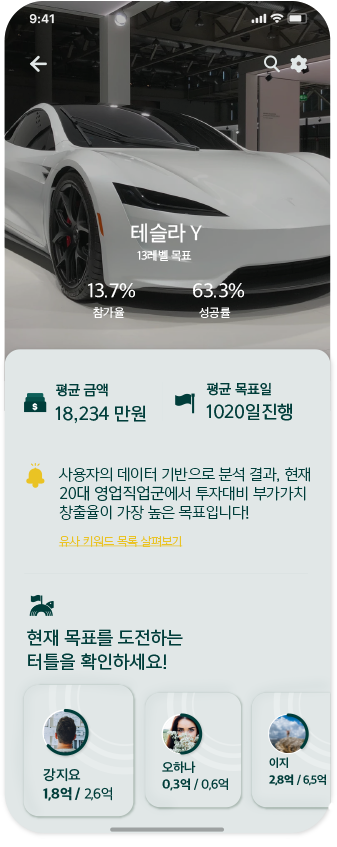 9:41
테슬라 Y
13레벨 목표
13.7%
63.3%
참가율
성공률
평균 금액
18,234 만원
평균 목표일
1020일진행
$
사용자의 데이터 기반으로 분석 결과, 현재
20대 영업직업군에서 투자대비 부가가치
창출율이 가장 높은 목표입니다!
유사 키워드 목록 살펴보기
현재 목표를 도전하는
터틀을 확인하세요!
강지요
1,8억 / 2,6억
오하나
0,3억 / 0,6억
이지
2,8억 / 6,5억